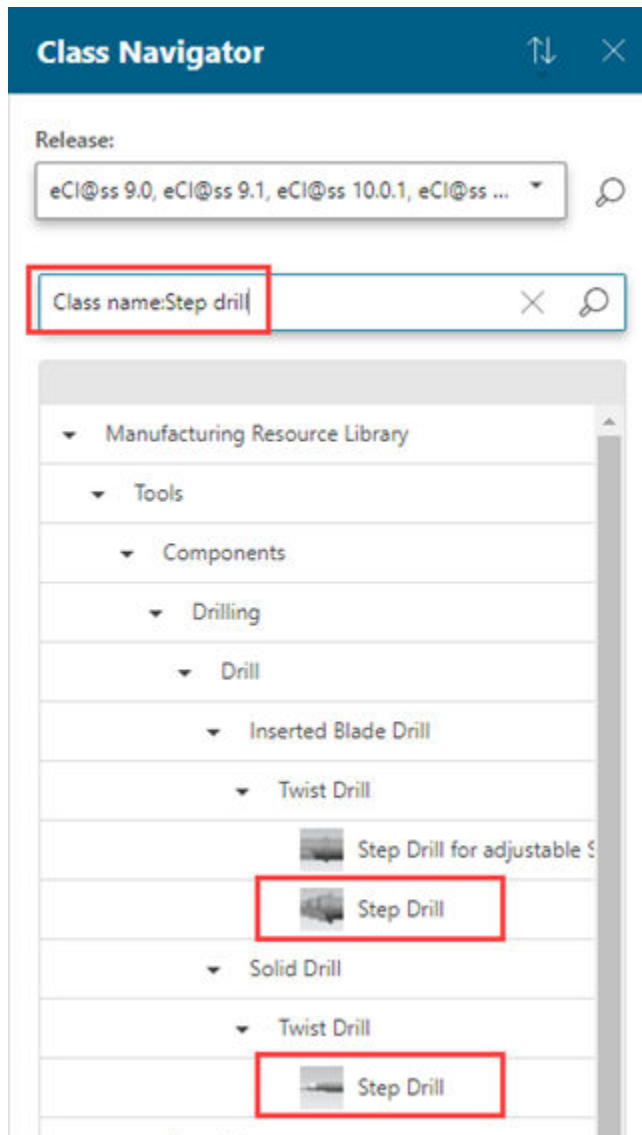 Class Navigator
Release:
eCl@ss 9.0, eCl@ss 9.1, eCl@ss 10.0.1, eCl@ss ...
Class name:Step drill
Manufacturing Resource Library
Tools
Components
Drilling
Drill
Inserted Blade Drill
Twist Drill
Step Drill for adjustable S
Step Drill
Solid Drill
Twist Drill
Step Drill